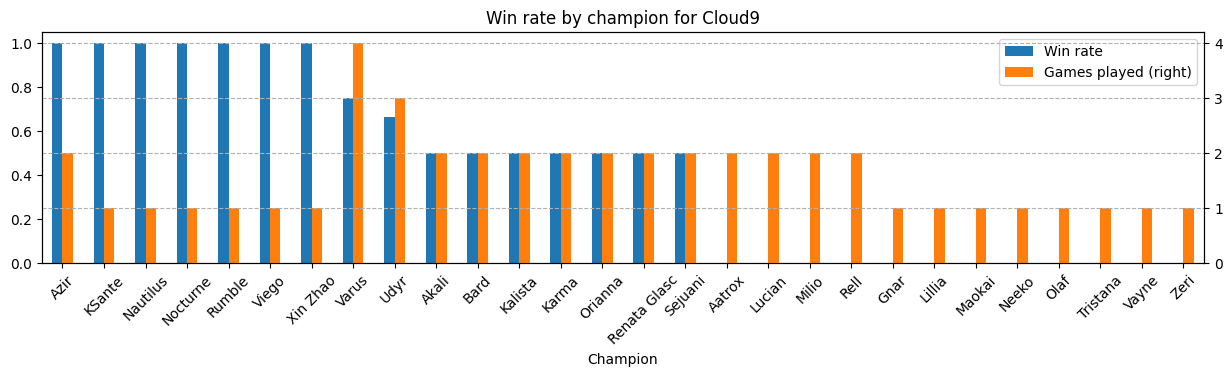 Win rate by champion for Cloud9
Win rate
Games played (right)
1.0
0.8
0.6
0.4
0.2
0.0
4
3
2
1
0
Azir
KSante
Nautilus
Nocturne
Rumble
Viego
Xin Zhao
Varus
Udyr
Akali
Bard
Kalista
Karma
Orianna
Renata Glasc
Sejuani
Aatrox
Lucian
Milio
Rell
Gnar
Lillia
Maokai
Neeko
Olaf
Tristana
Vayne
Zeri
Champion